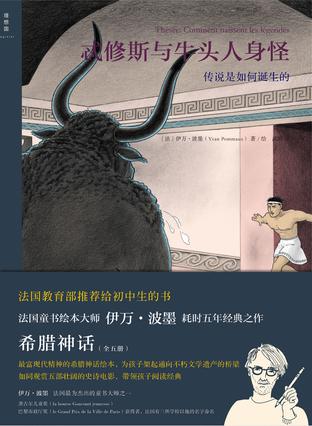 理想国
Thésée: Comment naissent les légendes
忒修斯与牛头人身怪
传说是如何诞生的
[法] 伊万·波墨 (Yvan Pommaux) 著/绘
法国教育部推荐给初中生的书
法国童书绘本大师 伊万·波墨 耗时五年经典之作
希腊神话(全五册)
最富现代精神的希腊神话绘本,为孩子架起通向不朽文学遗产的桥梁
如同观赏五部壮阔的史诗电影,带领孩子阅读经典
伊万·波墨 法国最为杰出的童书大师之一